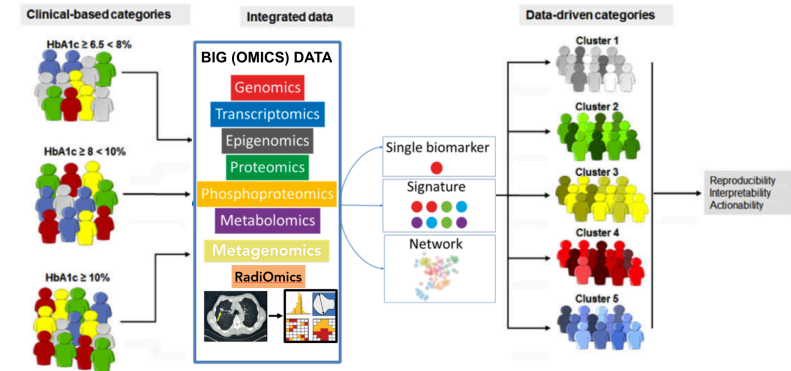 Clinical-based categories
HbA1c ≥ 6.5 < 8%
HbA1c ≥ 8 < 10%
HbA1c ≥ 10%
Integrated data
BIG (OMICS) DATA
Genomics
Transcriptomics
Epigenomics
Proteomics
Phosphoproteomics
Metabolomics
Metagenomics
RadiOmics
Single biomarker
Signature
Network
Data-driven categories
Cluster 1
Cluster 2
Cluster 3
Cluster 4
Cluster 5
Reproducibility
Interpretability
Actionability